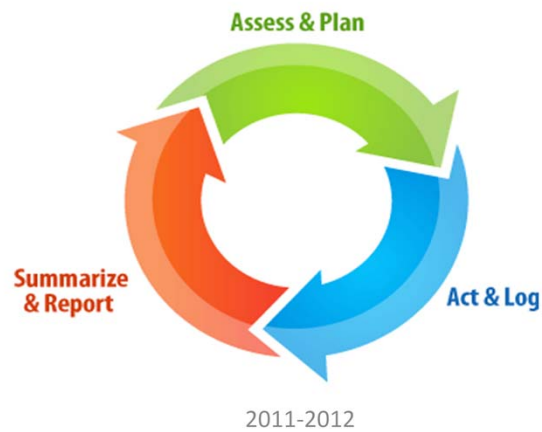 Assess & Plan
Summarize
& Report
Act & Log
2011-2012